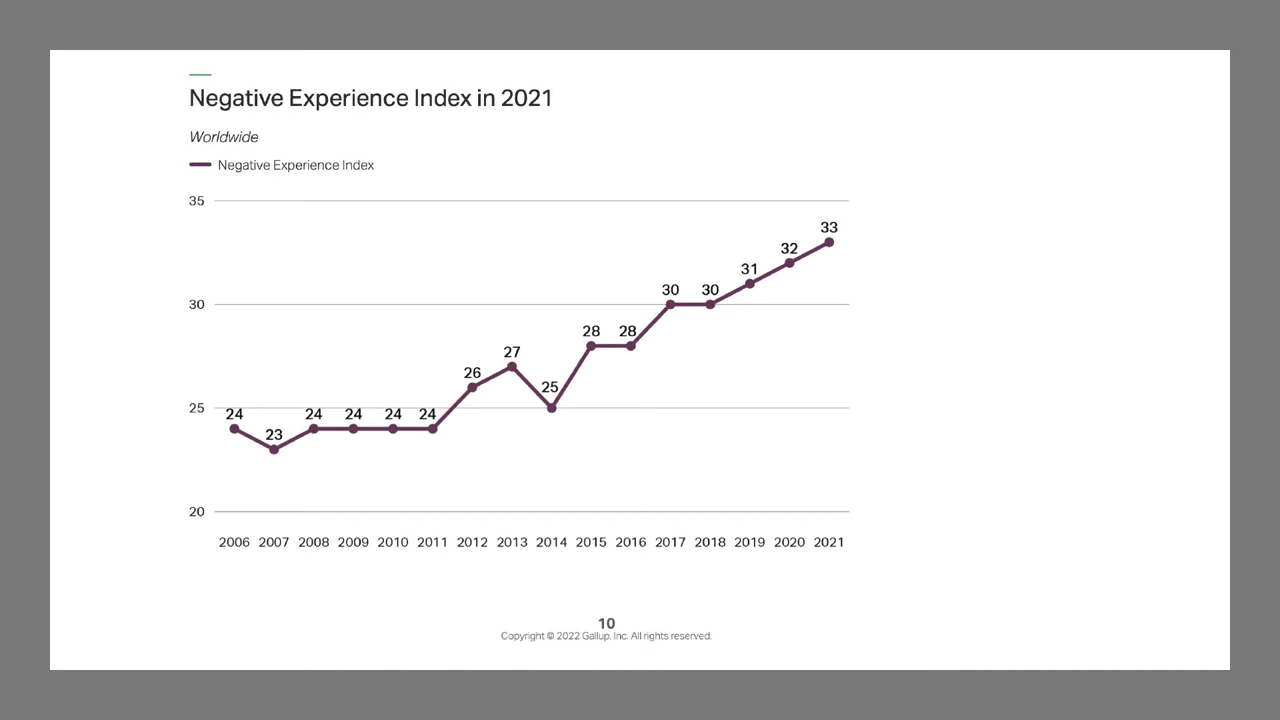 Negative Experience Index in 2021
Worldwide
Negative Experience Index
35
33
32
31
30 30
30
28 28
27
26
25
25
24 24 24 24 24
23
20
2006 2007 2008 2009 2010 2011 2012 2013 2014 2015 2016 2017 2018 2019 2020 2021
10
Copyright © 2022 Gallup, Inc. All rights reserved.